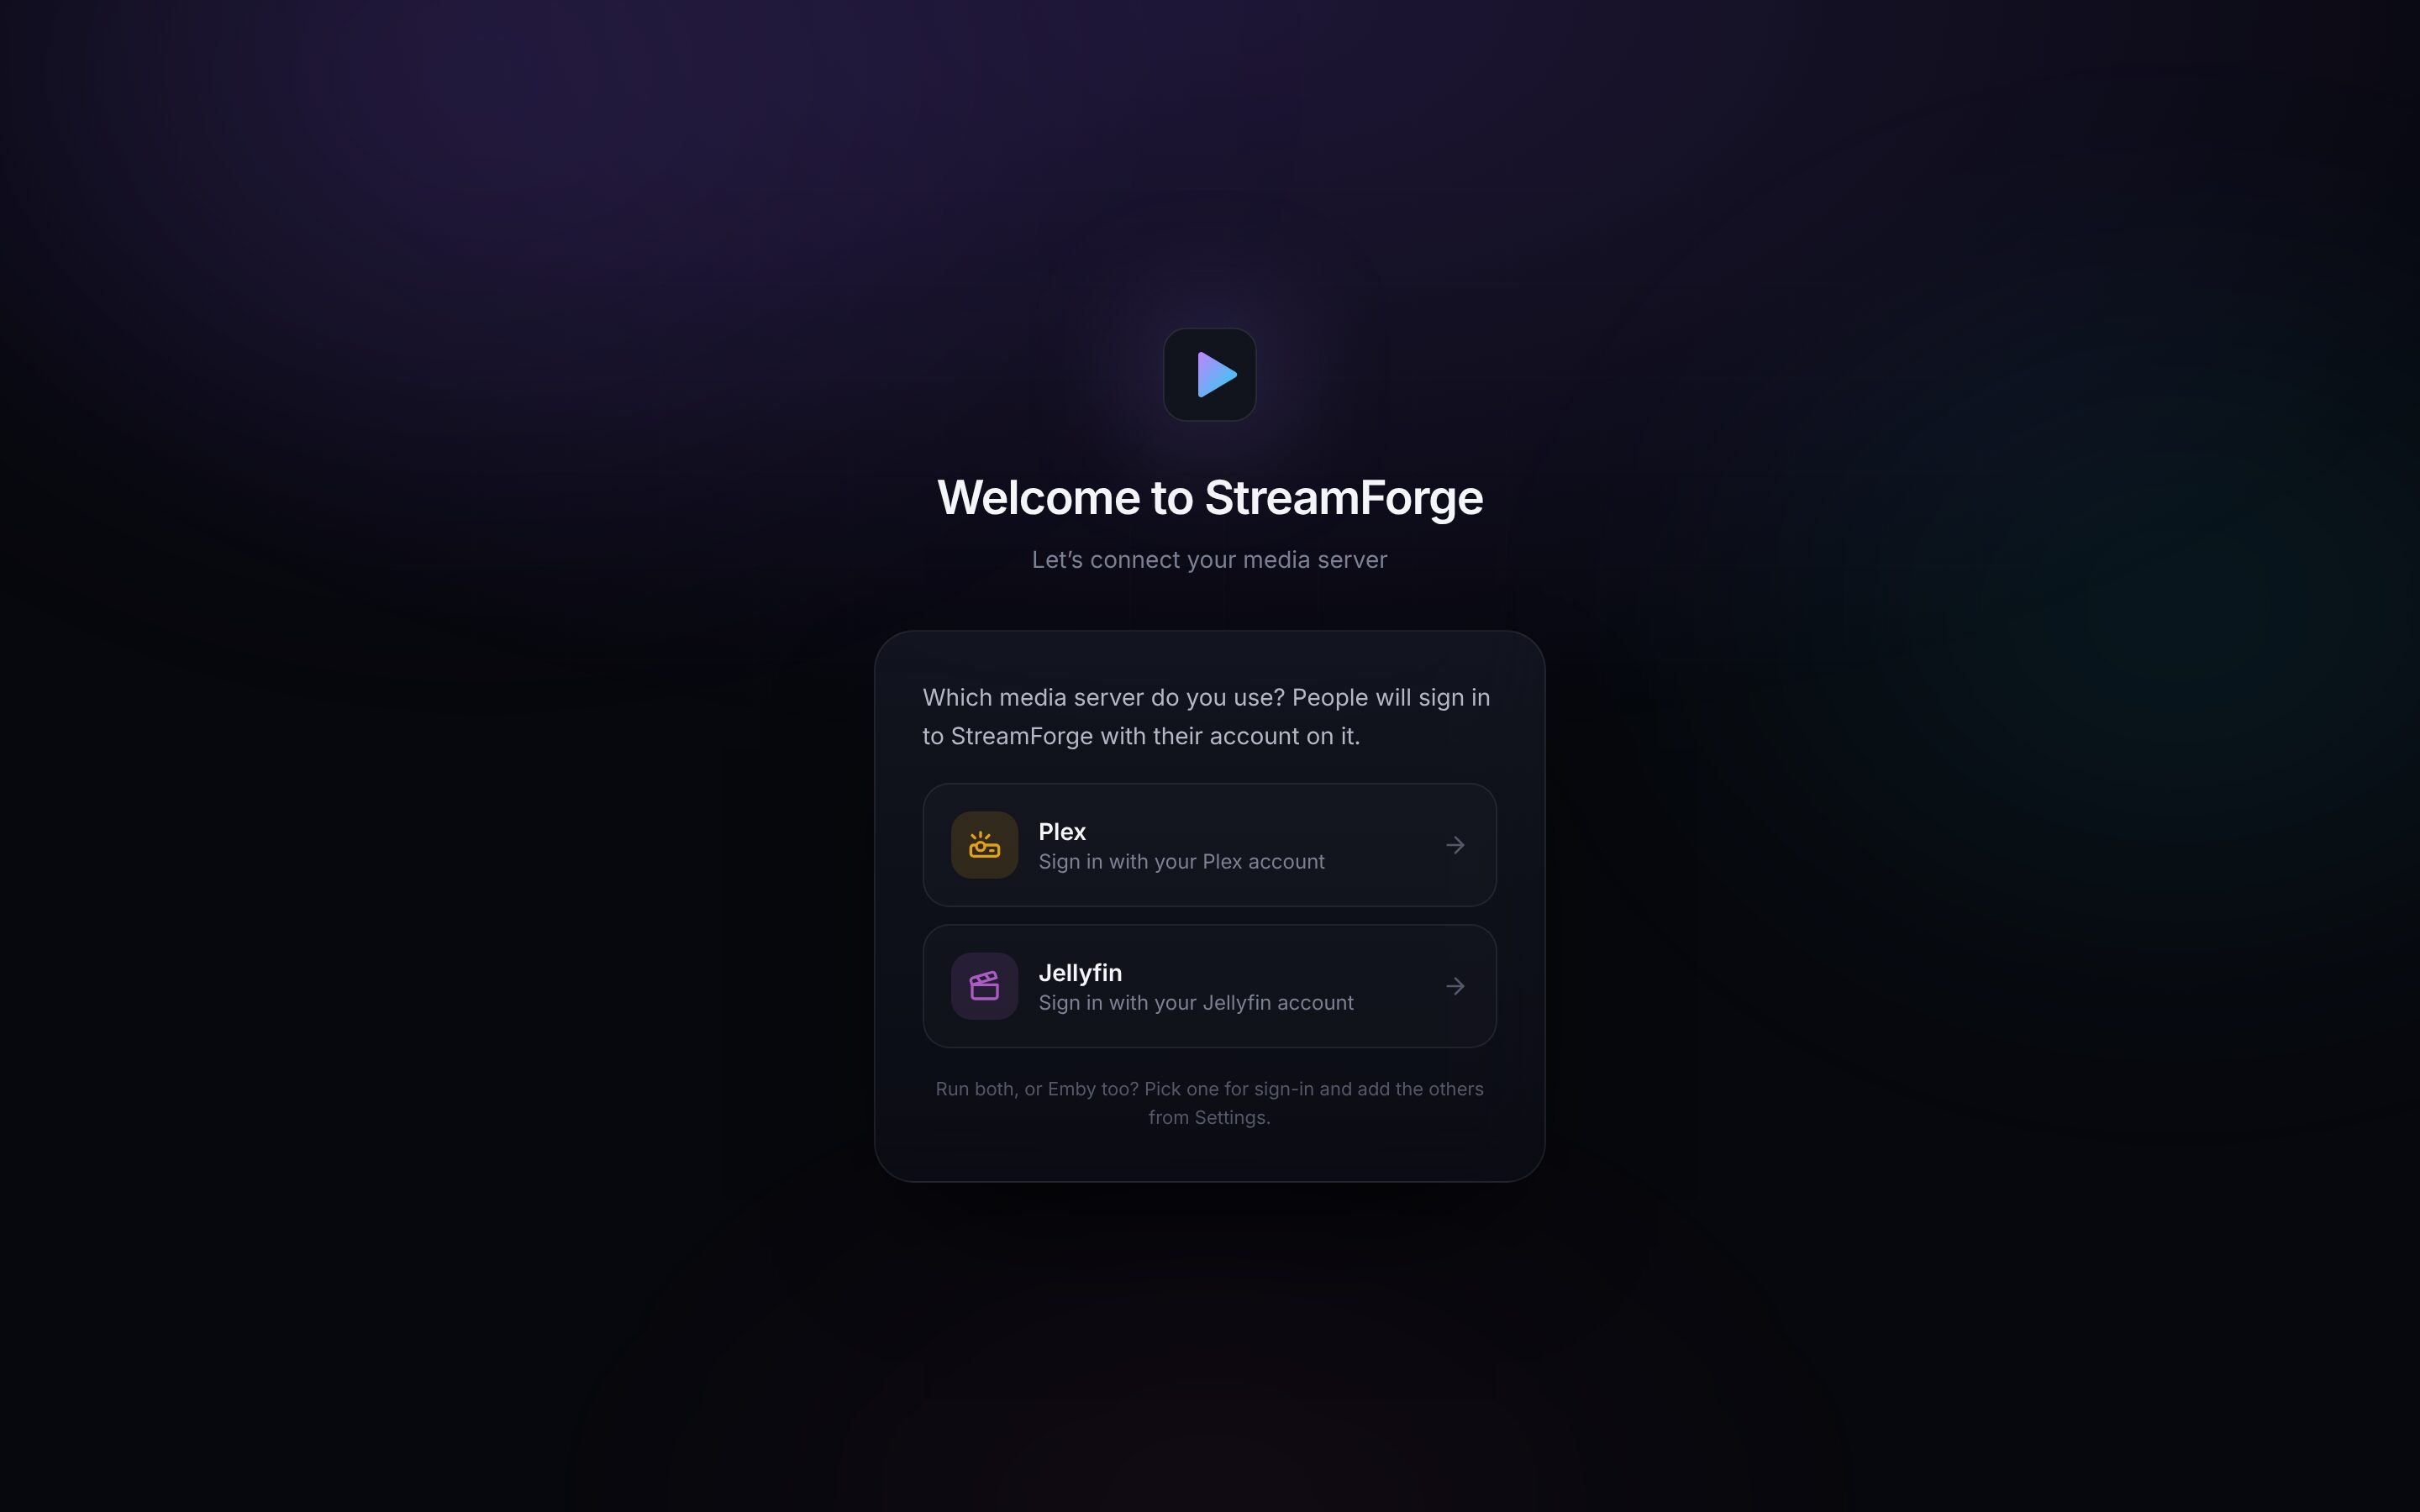 Welcome to StreamForge
Let’s connect your media server
Which media server do you use? People will sign in
to StreamForge with their account on it.
Plex
Sign in with your Plex account
Jellyfin
Sign in with your Jellyfin account
Run both, or Emby too? Pick one for sign-in and add the others
from Settings.